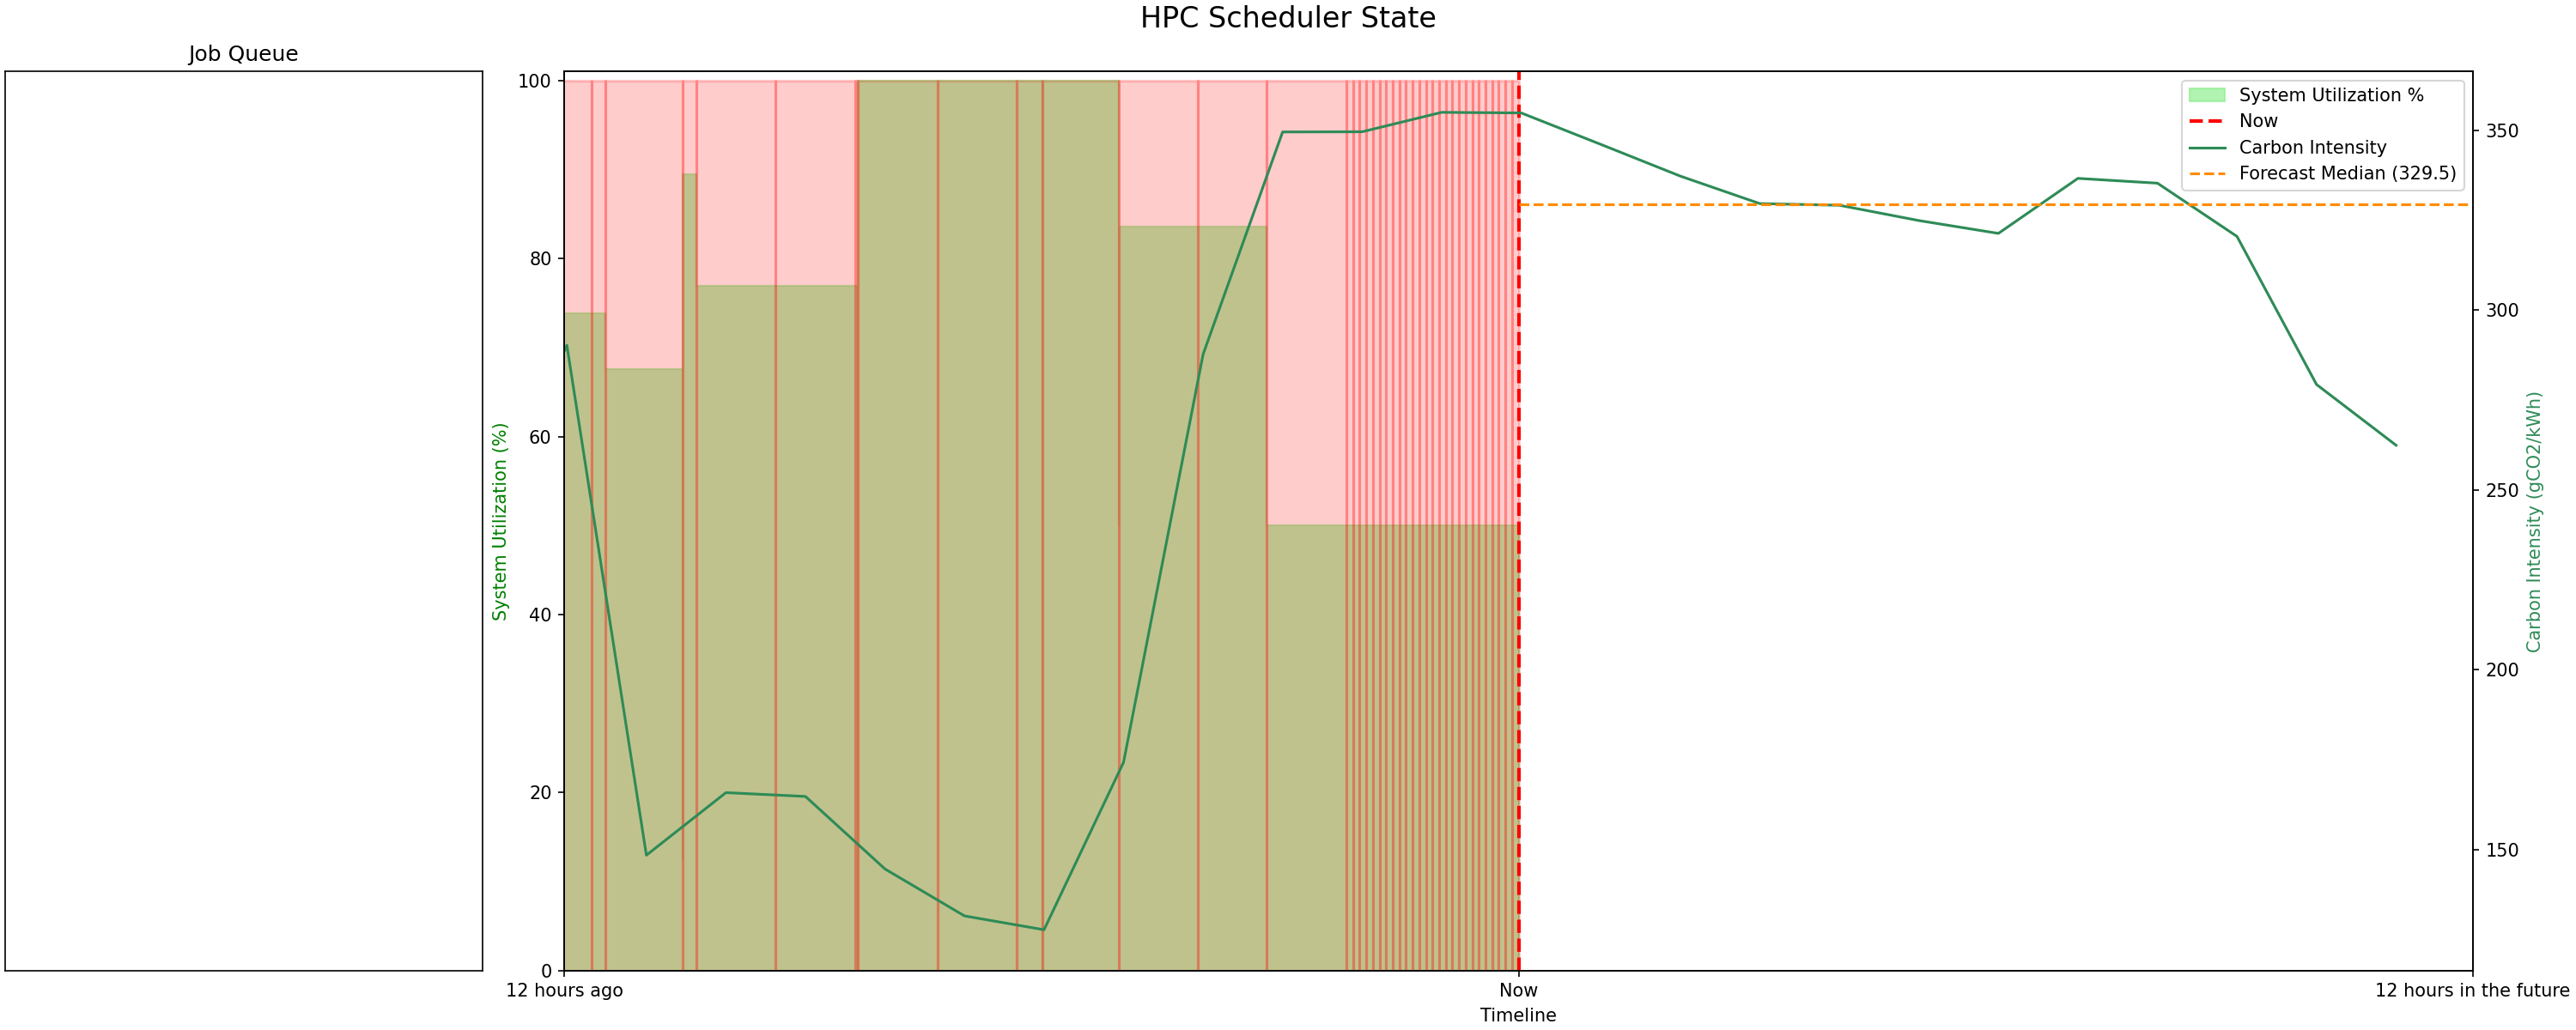 HPC Scheduler State
Job Queue
System Utilization (%)
100
80
60
40
20
0
12 hours ago
Now
12 hours in the future
Timeline
System Utilization %
Now
Carbon Intensity
Forecast Median (329.5)
350
300
250
200
150
Carbon Intensity (gCO2/kWh)